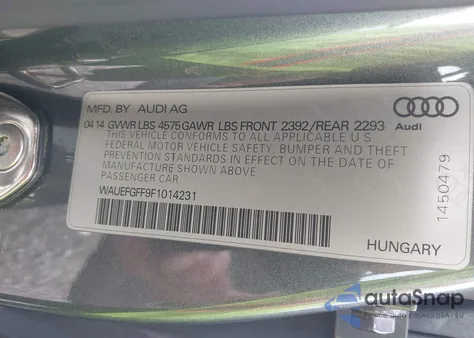 MFD. BY AUDI AG
04 14 GVWR LBS 4575 GAWR LBS FRONT 2392/REAR 2293
THIS VEHICLE CONFORMS TO ALL APPLICABLE U S
FEDERAL MOTOR VEHICLE SAFETY, BUMPER AND THEFT
PREVENTION STANDARDS IN EFFECT ON THE DATE OF
MANUFACTURE SHOWN ABOVE
PASSENGER CAR
WAUEFGFF9F1014231
Audi
1450479
HUNGARY
autoSnap